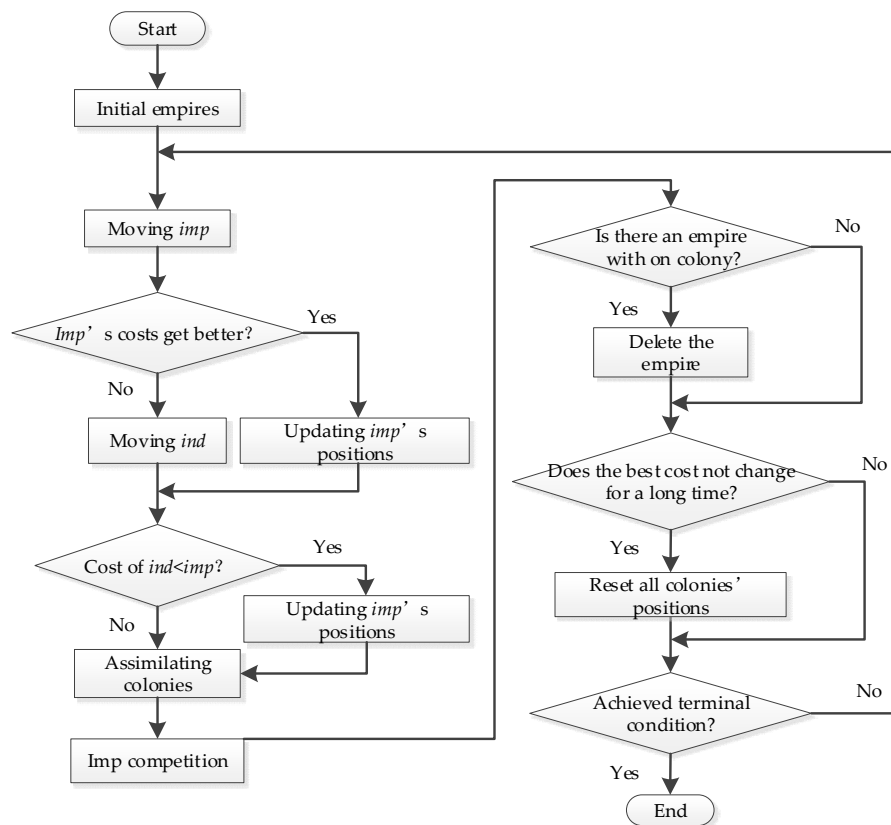 Start
Initial empires
Moving imp
Imp’s costs get better?
Yes
No
Moving ind
Updating imp’s
positions
Cost of ind<imp?
Yes
No
Updating imp’s
positions
Assimilating
colonies
Imp competition
Is there an empire
with on colony?
No
Yes
Delete the
empire
Does the best cost not change
for a long time?
No
Yes
Reset all colonies’
positions
Achieved terminal
condition?
No
Yes
End